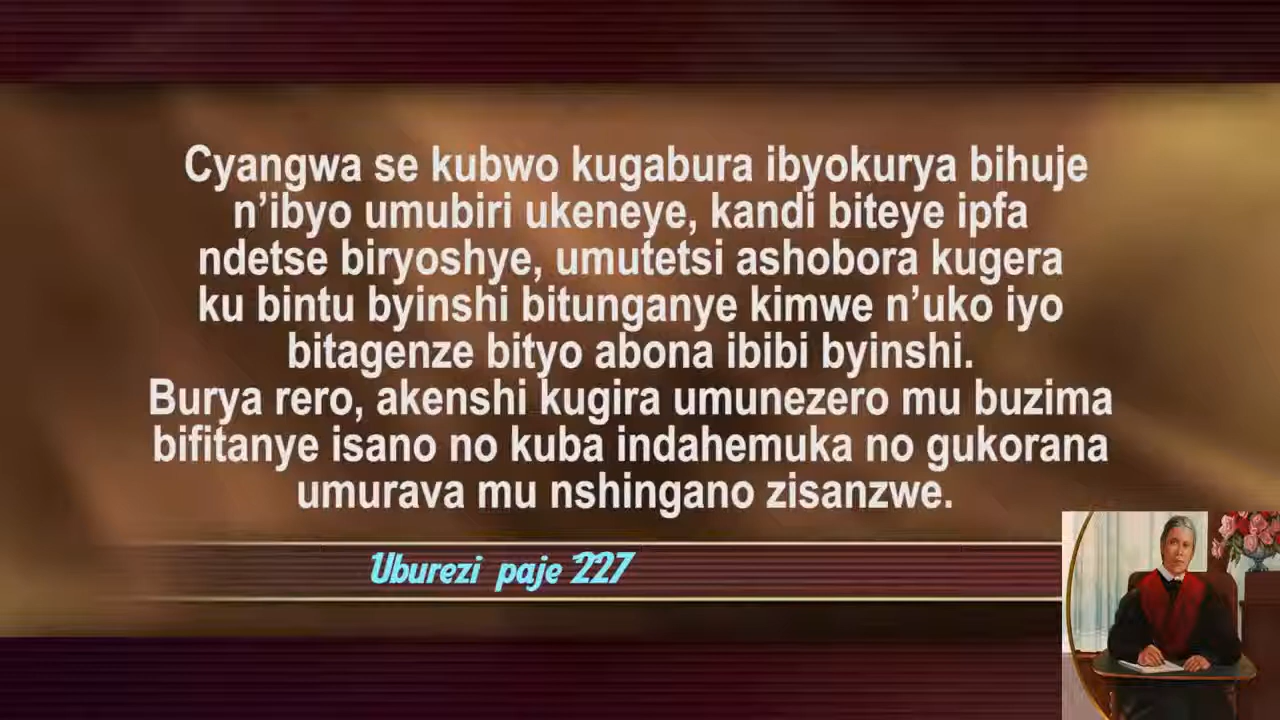 Cyangwa se kubwo kugabura ibyokurya bihuje
n’ibyo umubiri ukeneye, kandi biteye ipfa
ndetse biryoshye, umutetsi ashobora kugera
ku bintu byinshi bitunganye kimwe n’uko iyo
bitagenze bityo abona ibibi byinshi.
Burya rero, akenshi kugira umunezero mu buzima
bifitanye isano no kuba indahemuka no gukorana
umurava mu nshingano zisanzwe.
Uburezi paje 227